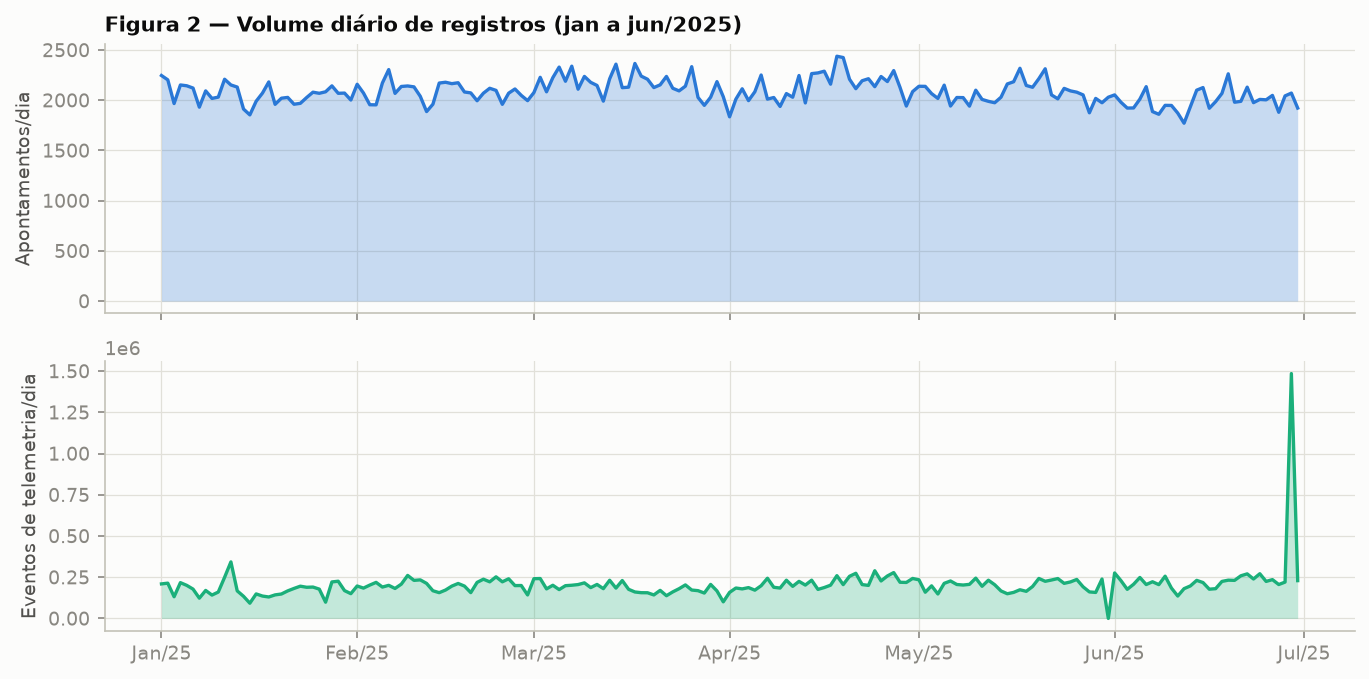 Figura 2 — Volume diário de registros (jan a jun/2025)
Apontamentos/dia
2500
2000
1500
1000
500
0
1e6
Eventos de telemetria/dia
1.50
1.25
1.00
0.75
0.50
0.25
0.00
Jan/25 Feb/25 Mar/25 Apr/25 May/25 Jun/25 Jul/25